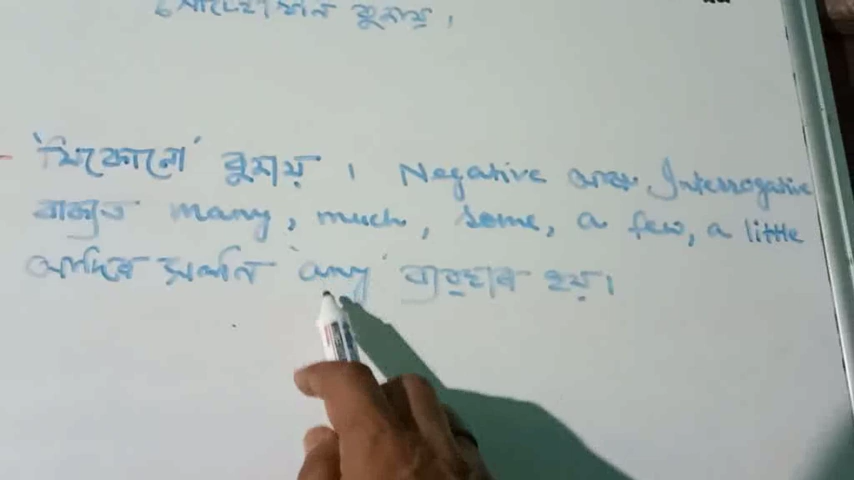 বুজায়।
- 'যিকোনো' বুজায়। Negative আৰু Interrogative
বাক্যত many, much, some, a few, a little
আদিৰ সলনি 'any' ব্যৱহাৰ হয়।